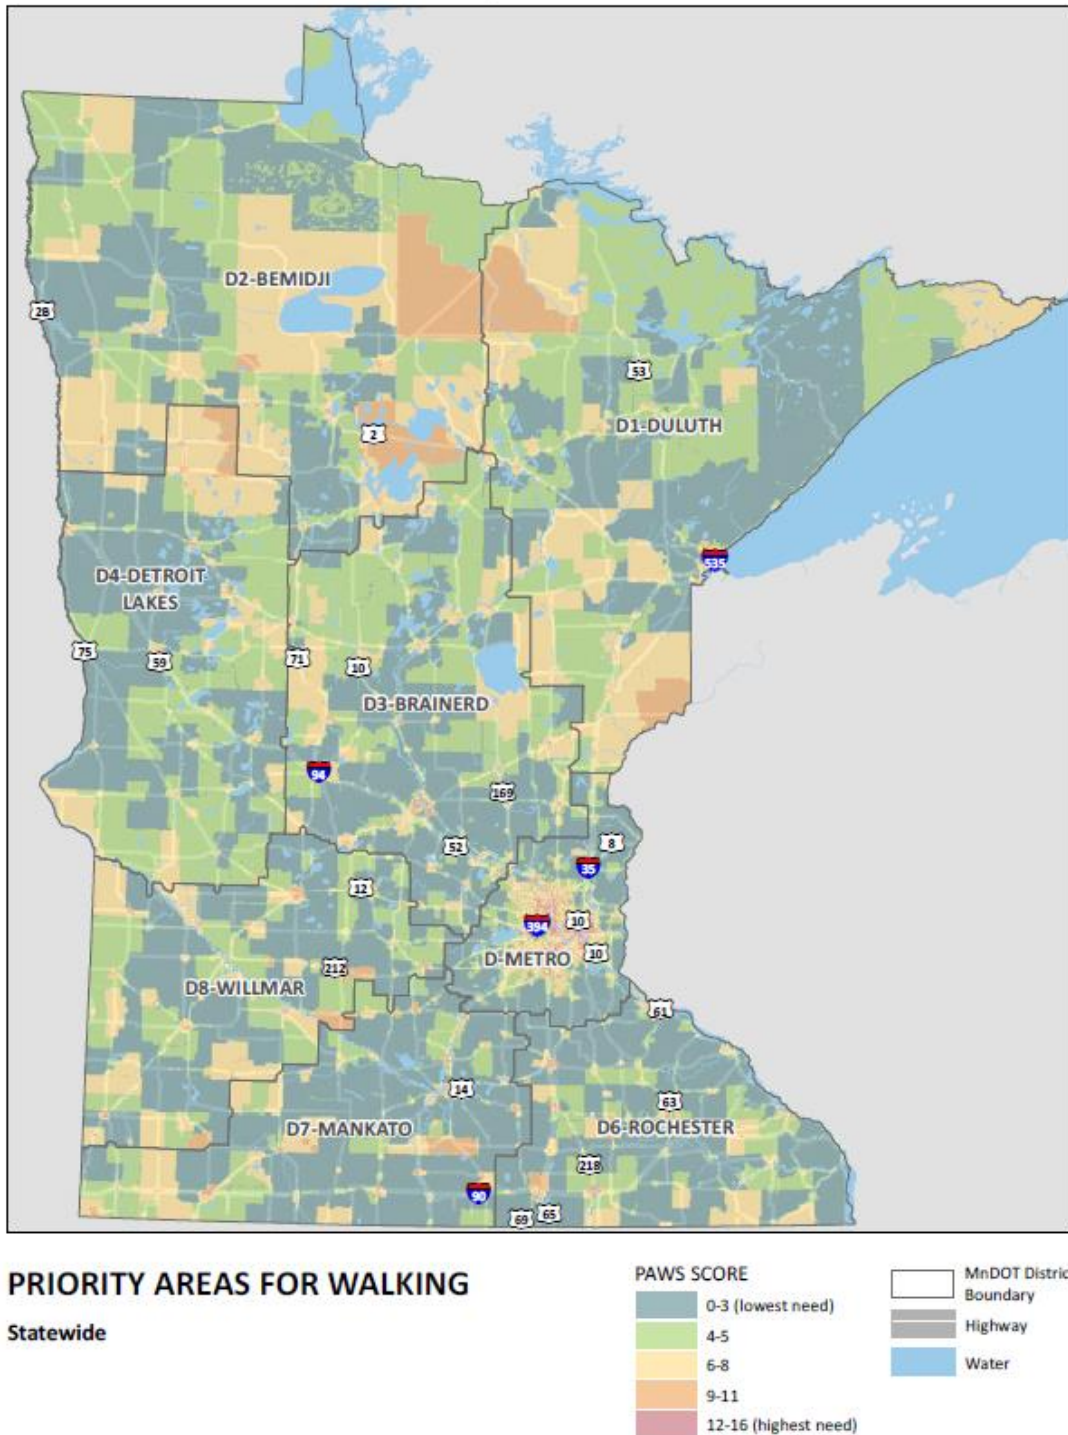 D2-BEMIDJI
2B
53
2
D1-DULUTH
535
D4-DETROIT
LAKES
75
59
71
10
D3-BRAINERD
94
169
52
8
35
12
394
10
10
D-METRO
212
D8-WILLMAR
61
14
63
D7-MANKATO
D6-ROCHESTER
218
90
69
65
PRIORITY AREAS FOR WALKING
Statewide
PAWS SCORE
0-3 (lowest need)
4-5
6-8
9-11
12-16 (highest need)
MnDOT Distric
Boundary
Highway
Water